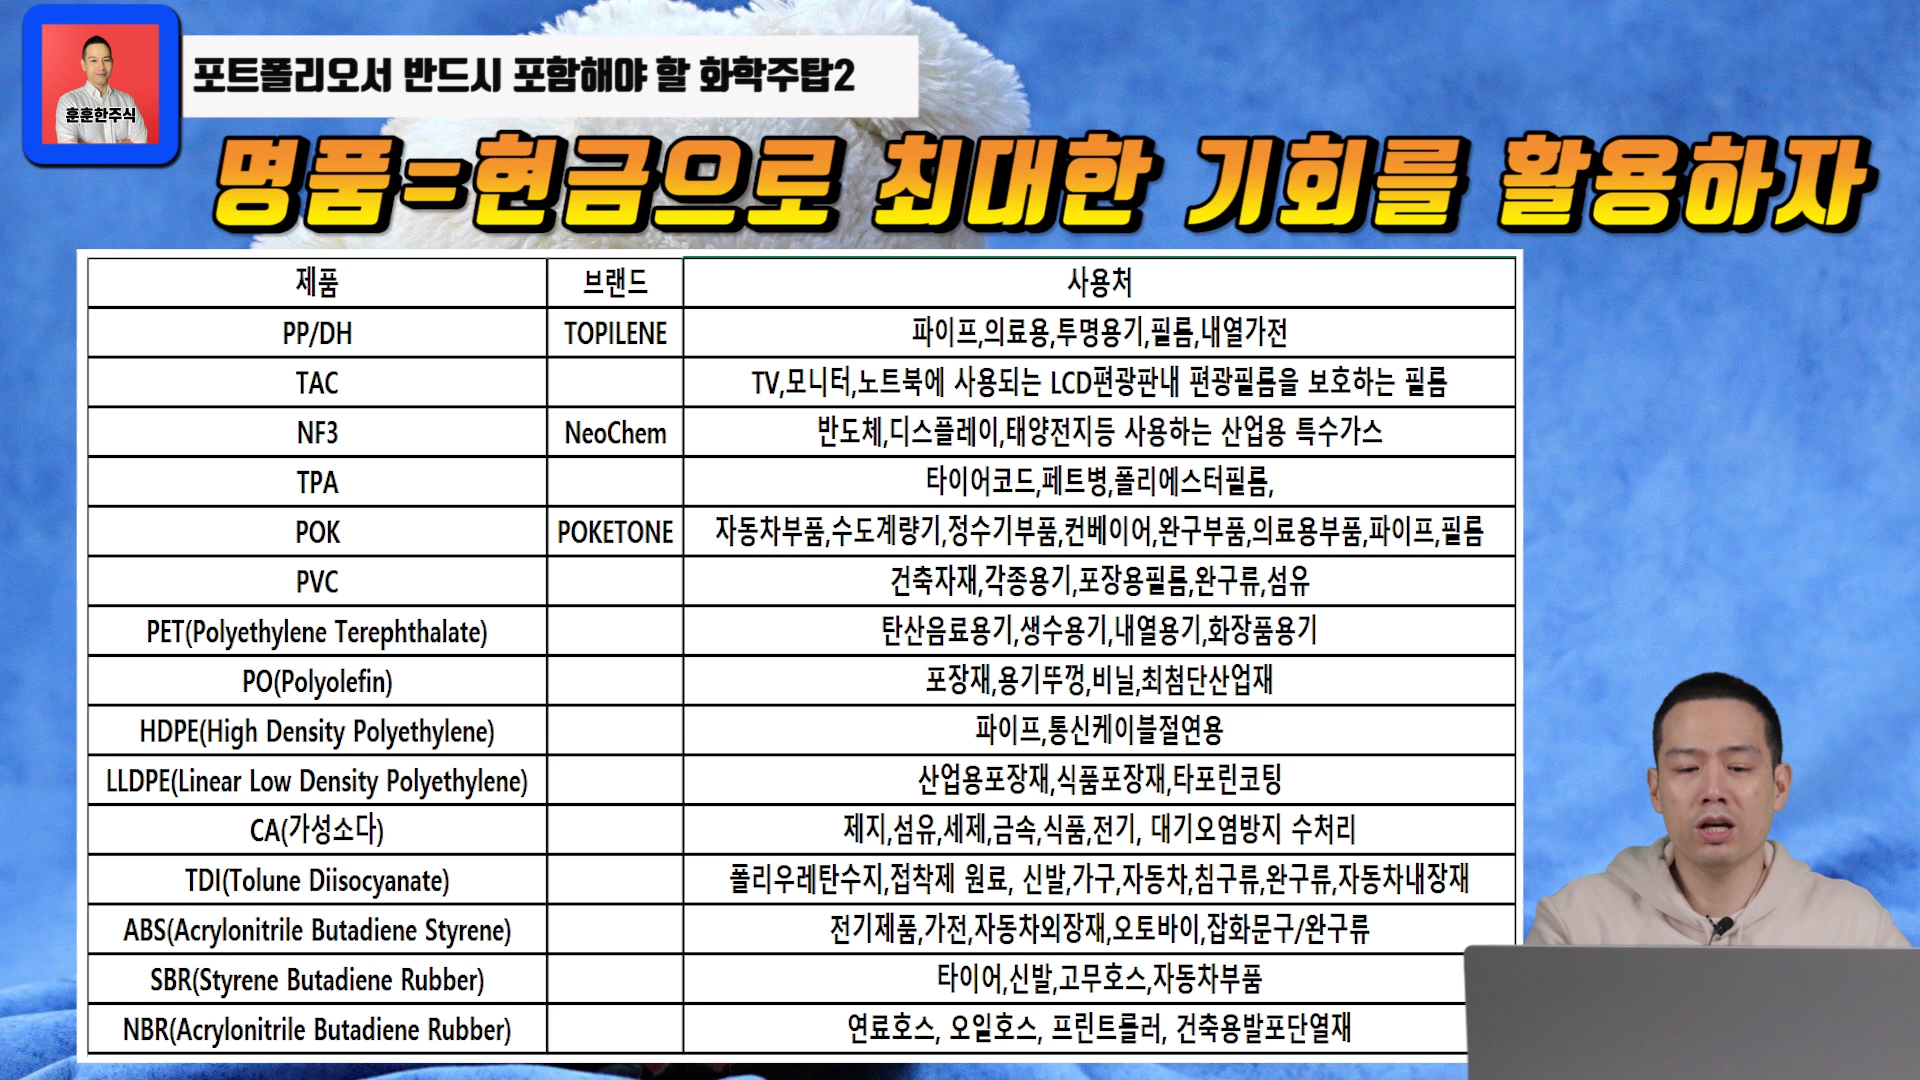 훈훈한주식
포트폴리오서 반드시 포함해야 할 화학주탑2
명품=현금으로 최대한 기회를 활용하자
제품 브랜드 사용처
PP/DH TOPILENE 파이프,의료용,투명용기,필름,내열가전
TAC TV,모니터,노트북에 사용되는 LCD편광판내 편광필름을 보호하는 필름
NF3 NeoChem 반도체,디스플레이,태양전지등 사용하는 산업용 특수가스
TPA 타이어코드,페트병,폴리에스터필름,
POK POKETONE 자동차부품,수도계량기,정수기부품,컨베이어,완구부품,의료용부품,파이프,필름
PVC 건축자재,각종용기,포장용필름,완구류,섬유
PET(Polyethylene Terephthalate) 탄산음료용기,생수용기,내열용기,화장품용기
PO(Polyolefin) 포장재,용기뚜껑,비닐,최첨단산업재
HDPE(High Density Polyethylene) 파이프,통신케이블절연용
LLDPE(Linear Low Density Polyethylene) 산업용포장재,식품포장재,타포린코팅
CA(가성소다) 제지,섬유,세제,금속,식품,전기, 대기오염방지 수처리
TDI(Tolune Diisocyanate) 폴리우레탄수지,접착제 원료, 신발,가구,자동차,침구류,완구류,자동차내장재
ABS(Acrylonitrile Butadiene Styrene) 전기제품,가전,자동차외장재,오토바이,잡화문구/완구류
SBR(Styrene Butadiene Rubber) 타이어,신발,고무호스,자동차부품
NBR(Acrylonitrile Butadiene Rubber) 연료호스, 오일호스, 프린트롤러, 건축용발포단열재